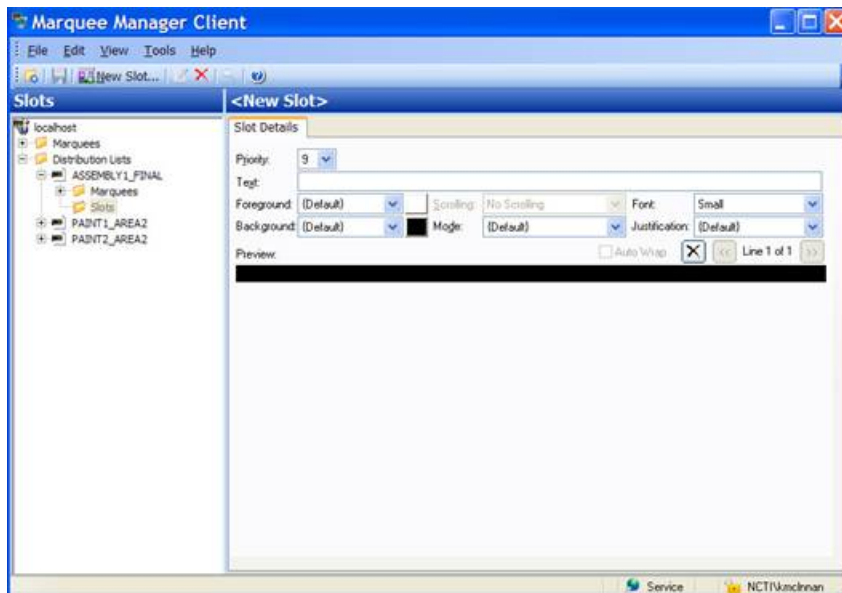 Marquee Manager Client
File Edit View Tools Help
New Slot...
Slots
<New Slot>
localhost
Marquees
Distribution Lists
ASSEMBLY1_FINAL
Marquees
Slots
PAINT1_AREA2
PAINT2_AREA2
Slot Details
Priority: 9
Text:
Foreground: (Default) Scrolling: No Scrolling Font: Small
Background: (Default) Mode: (Default) Justification: (Default)
Preview: Auto Wrap << Line 1 of 1 >>
Service NCTI\kmclnnan